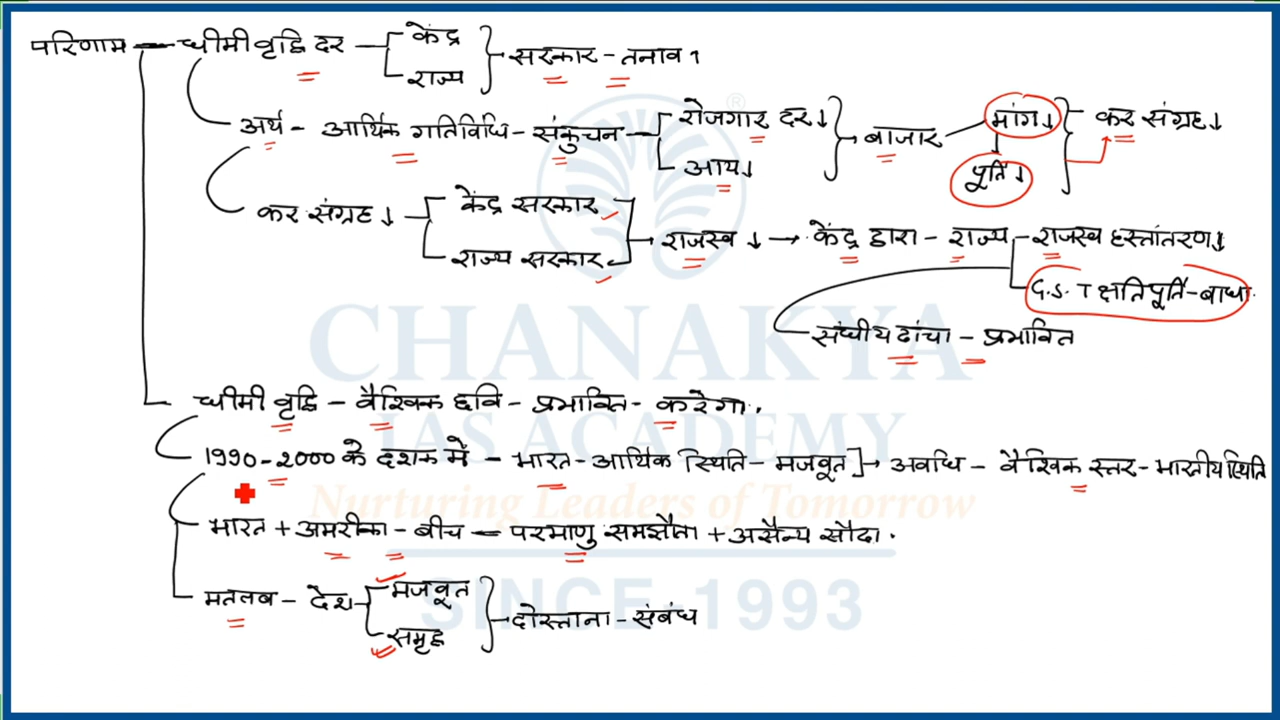 परिणाम - धीमी वृद्धि दर - केंद्र राज्य } सरकार - तनाव ।
अर्थ - आर्थिक गतिविधि - संकुचन - रोजगार दर↓ आय↓ } बाजार - मांग↓ पूर्ति↓ } कर संग्रह↓
कर संग्रह↓ - केंद्र सरकार राज्य सरकार ] राजस्व ↓ → केंद्र द्वारा - राज्य - राजस्व हस्तांतरण↓
G.S.T क्षतिपूर्ति - बाधा
संघीय ढांचा - प्रभावित
धीमी वृद्धि - वैश्विक छवि - प्रभावित - करेगा.
1990-2000 के दशक में - भारत - आर्थिक स्थिति - मजबूत ] → अवधि - वैश्विक स्तर - भारतीय स्थिति
भारत + अमरीका - बीच - परमाणु समझौता + असैन्य सौदा .
मतलब - देश - मजबूत समृद्ध } दोस्ताना - संबंध
CHANAKYA
IAS ACADEMY
Nurturing Leaders of Tomorrow
SINCE-1993